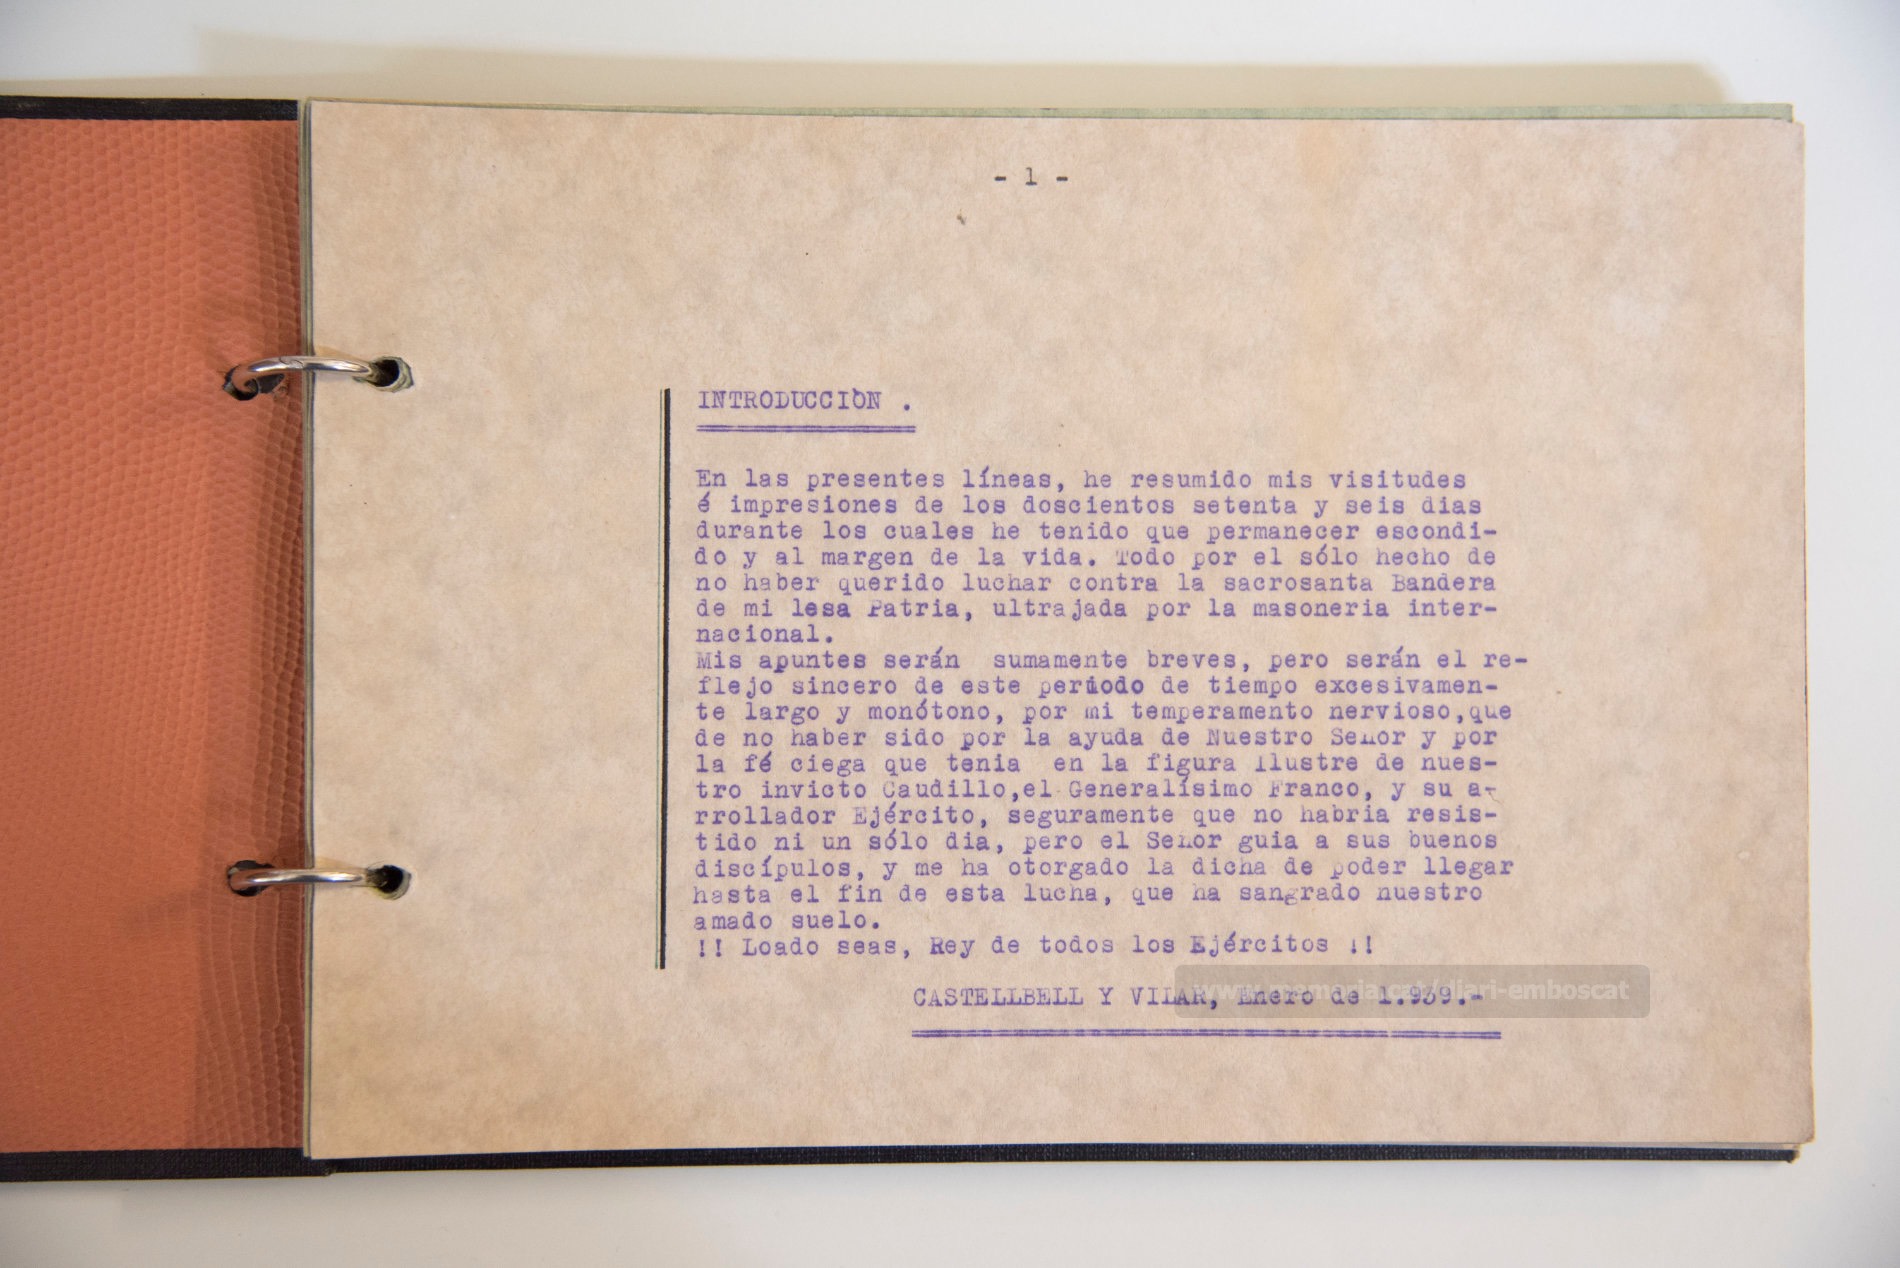 - 1 -
INTRODUCCIÒN .
En las presentes líneas, he resumido mis visitudes
é impresiones de los doscientos setenta y seis dias
durante los cuales he tenido que permanecer escondi-
do y al margen de la vida. Todo por el sólo hecho de
no haber querido luchar contra la sacrosanta Bandera
de mi lesa Patria, ultrajada por la masoneria inter-
nacional.
Mis apuntes serán sumamente breves, pero serán el re-
flejo sincero de este periodo de tiempo excesivamen-
te largo y monótono, por mi temperamento nervioso,que
de no haber sido por la ayuda de Nuestro Señor y por
la fé ciega que tenia en la figura ilustre de nues-
tro invicto Caudillo,el Generalísimo Franco, y su a-
rrollador Ejército, seguramente que no habria resis-
tido ni un sólo dia, pero el Señor guia a sus buenos
discípulos, y me ha otorgado la dicha de poder llegar
hasta el fin de esta lucha, que ha sangrado nuestro
amado suelo.
!! Loado seas, Rey de todos los Ejércitos !!
CASTELLBELL Y VILAR, Enero de 1.939.-